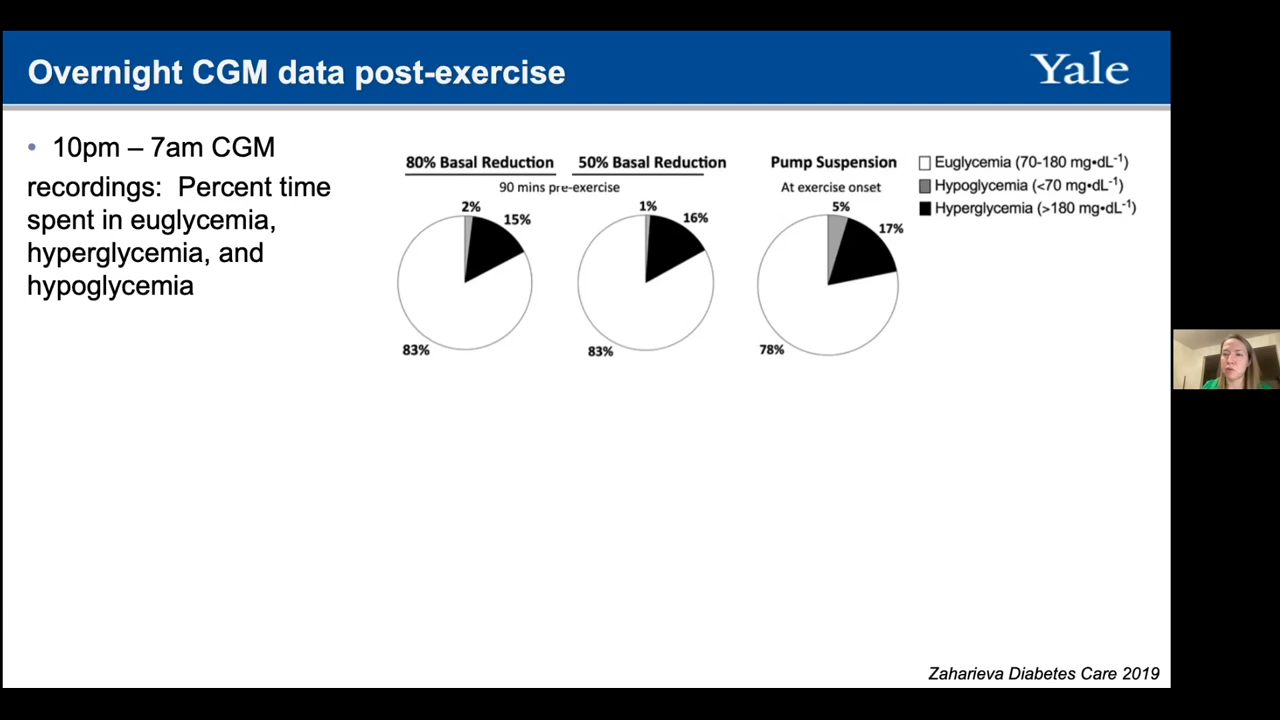 Overnight CGM data post-exercise
Yale
• 10pm – 7am CGM
recordings: Percent time
spent in euglycemia,
hyperglycemia, and
hypoglycemia
80% Basal Reduction
50% Basal Reduction
90 mins pre-exercise
Pump Suspension
At exercise onset
2%
15%
83%
1%
16%
83%
5%
17%
78%
Euglycemia (70-180 mg•dL-1)
Hypoglycemia (<70 mg•dL-1)
Hyperglycemia (>180 mg•dL-1)
Zaharieva Diabetes Care 2019